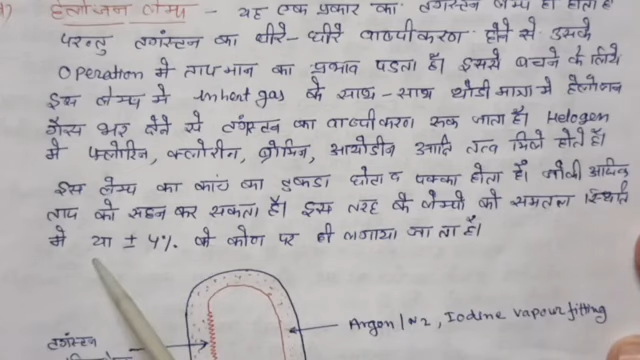 हेलोजन लेम्प - यह एक प्रकार का तंगस्टन लेम्प ही होता है
परन्तु तंगस्टन का धीरे-धीरे वाष्पीकरण होने से उसके
operation में तापमान का प्रभाव पड़ता है। इससे बचने के लिये
इस लेम्प में inhert gas के साथ-साथ थोडी मात्रा में हेलोजन
गैस भर देने से तंगस्टन का वाष्पीकरण रूक जाता है। Helogen
में फ्लोरिन, क्लोरीन, ब्रोमिन, आयोडीन आदि तत्व मिले होते है।
इस लेम्प का कांच का टुकडा छोटा व पक्का होता है। जोकी अधिक
ताप को सहन कर सकता है। इस तरह के लेम्पों को समतल स्थिति
में या ± 4% के कोण पर ही लगाया जाता है।
Argon/N2, Iodine vapour fitting
तंगस्टन